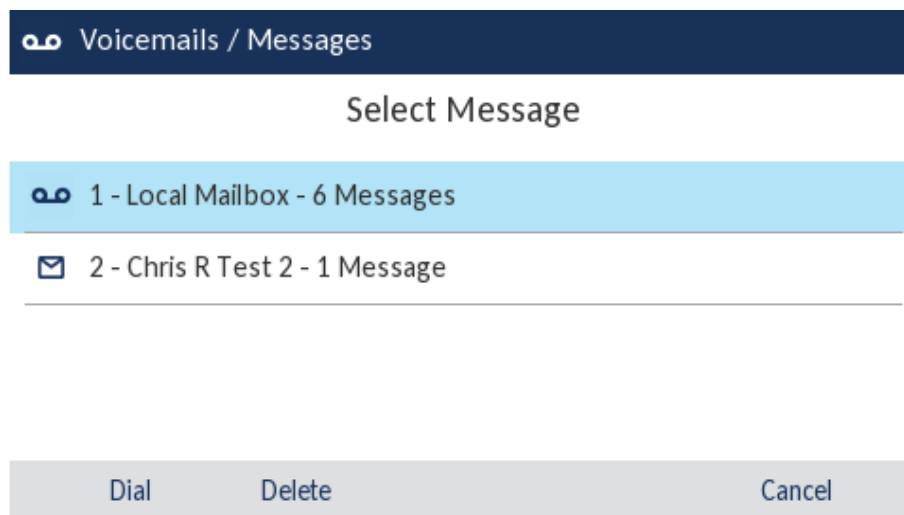 Voicemails / Messages
Select Message
1 - Local Mailbox - 6 Messages
2 - Chris R Test 2 - 1 Message
Dial Delete Cancel